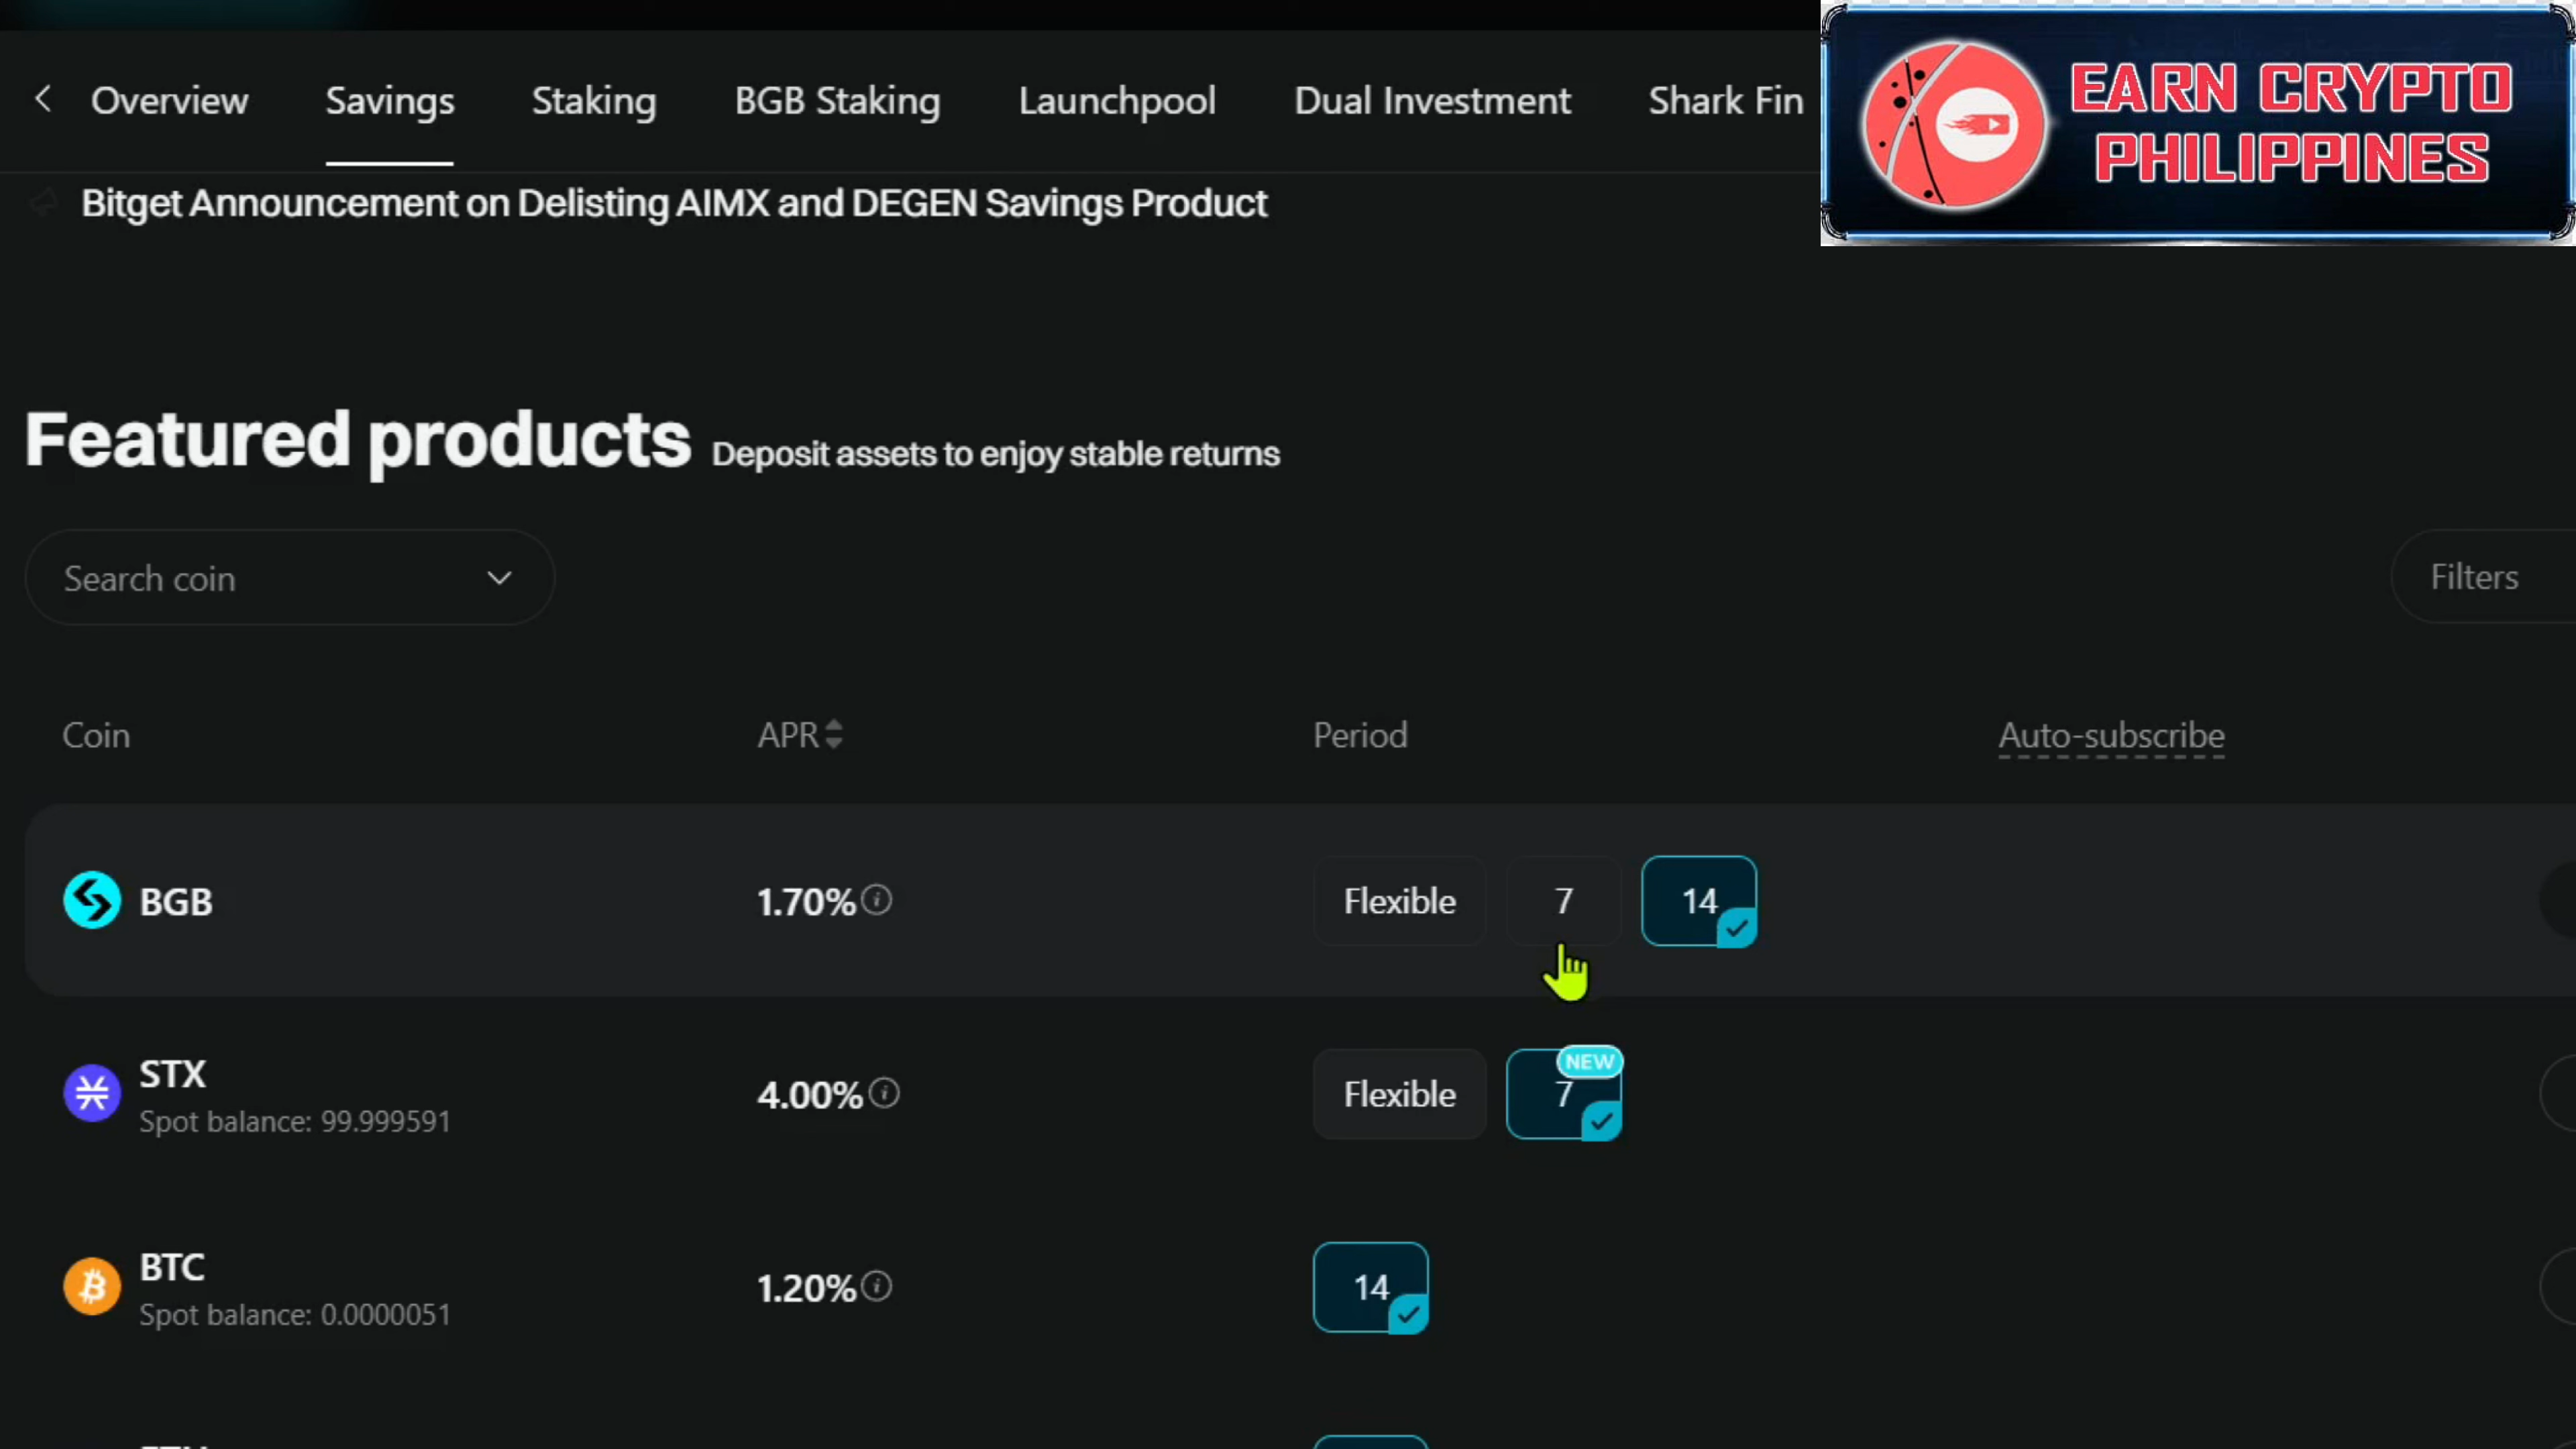 Overview Savings Staking BGB Staking Launchpool Dual Investment Shark Fin
EARN CRYPTO
PHILIPPINES
Bitget Announcement on Delisting AIMX and DEGEN Savings Product
Featured products Deposit assets to enjoy stable returns
Search coin
Filters
Coin APR Period Auto-subscribe
BGB 1.70% Flexible 7 14
NEW
STX 4.00% Flexible 7
Spot balance: 99.999591
BTC 1.20% 14
Spot balance: 0.0000051